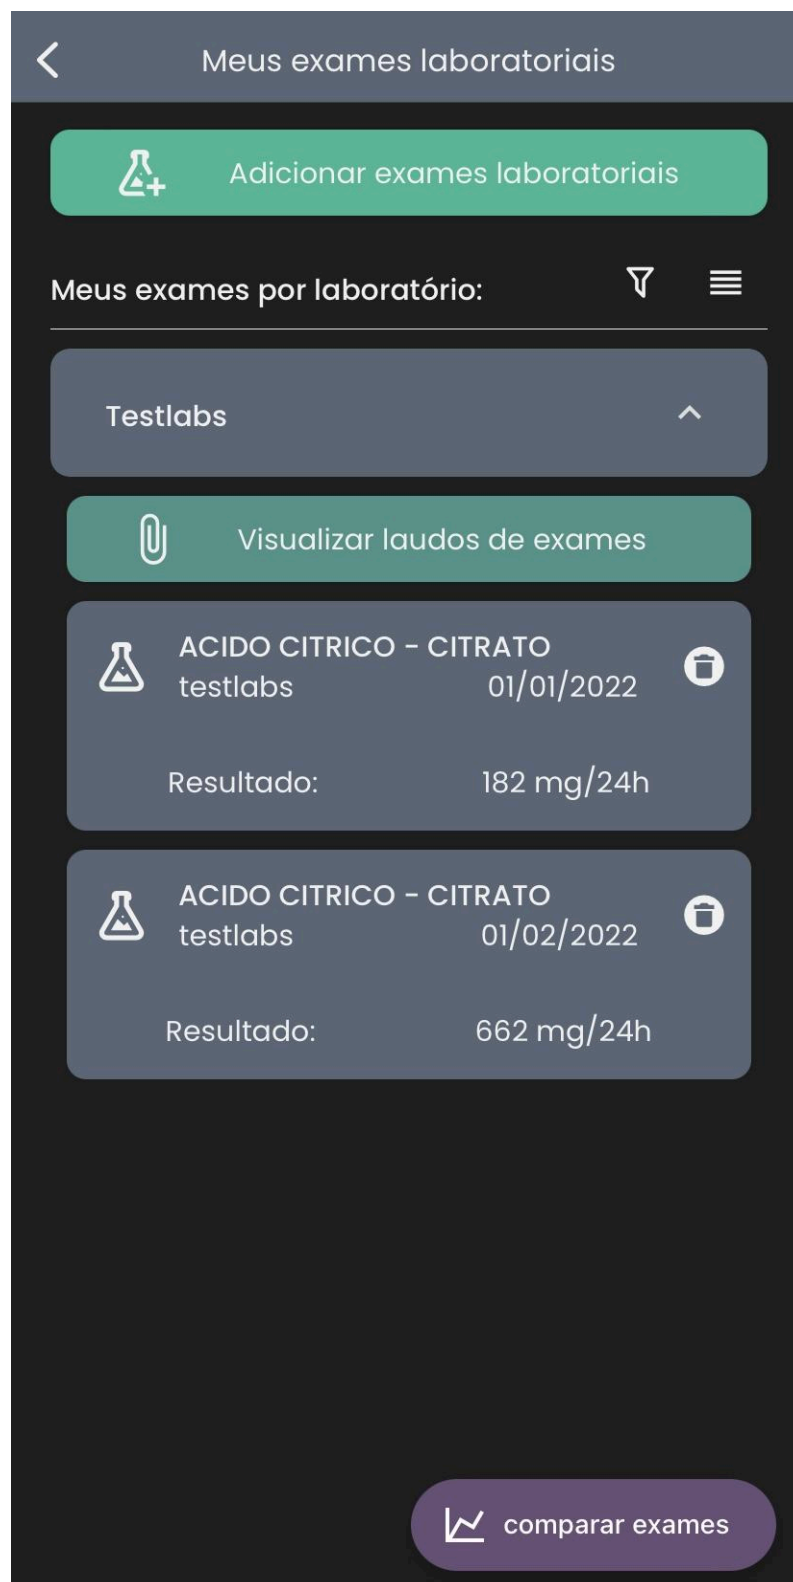 Meus exames laboratoriais
Adicionar exames laboratoriais
Meus exames por laboratório:
Testlabs
Visualizar laudos de exames
ACIDO CITRICO - CITRATO
testlabs 01/01/2022
Resultado: 182 mg/24h
ACIDO CITRICO - CITRATO
testlabs 01/02/2022
Resultado: 662 mg/24h
comparar exames